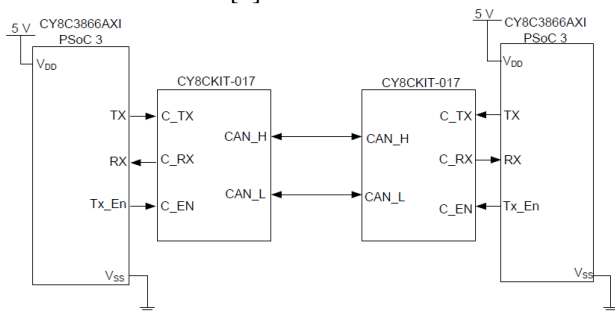 [ ]
5 V
CY8C3866AXI
PSoC 3
VDD
TX
RX
Tx_En
VSS
CY8CKIT-017
C_TX
C_RX
C_EN
CAN_H
CAN_L
CY8CKIT-017
CAN_H
CAN_L
C_TX
C_RX
C_EN
5 V
CY8C3866AXI
PSoC 3
VDD
TX
RX
Tx_En
VSS